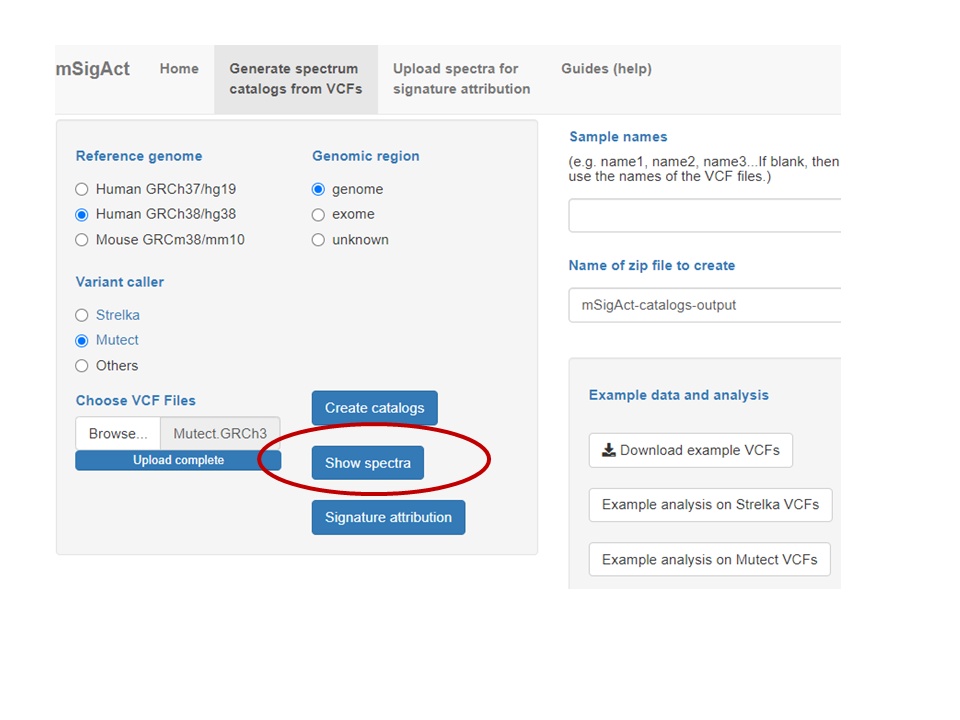 mSigAct
Home
Generate spectrum
catalogs from VCFs
Upload spectra for
signature attribution
Guides (help)
Reference genome
Human GRCh37/hg19
Human GRCh38/hg38
Mouse GRCm38/mm10
Genomic region
genome
exome
unknown
Variant caller
Strelka
Mutect
Others
Choose VCF Files
Browse...
Mutect.GRCh3
Upload complete
Create catalogs
Show spectra
Signature attribution
Sample names
(e.g. name1, name2, name3...If blank, then
use the names of the VCF files.)
Name of zip file to create
mSigAct-catalogs-output
Example data and analysis
Download example VCFs
Example analysis on Strelka VCFs
Example analysis on Mutect VCFs